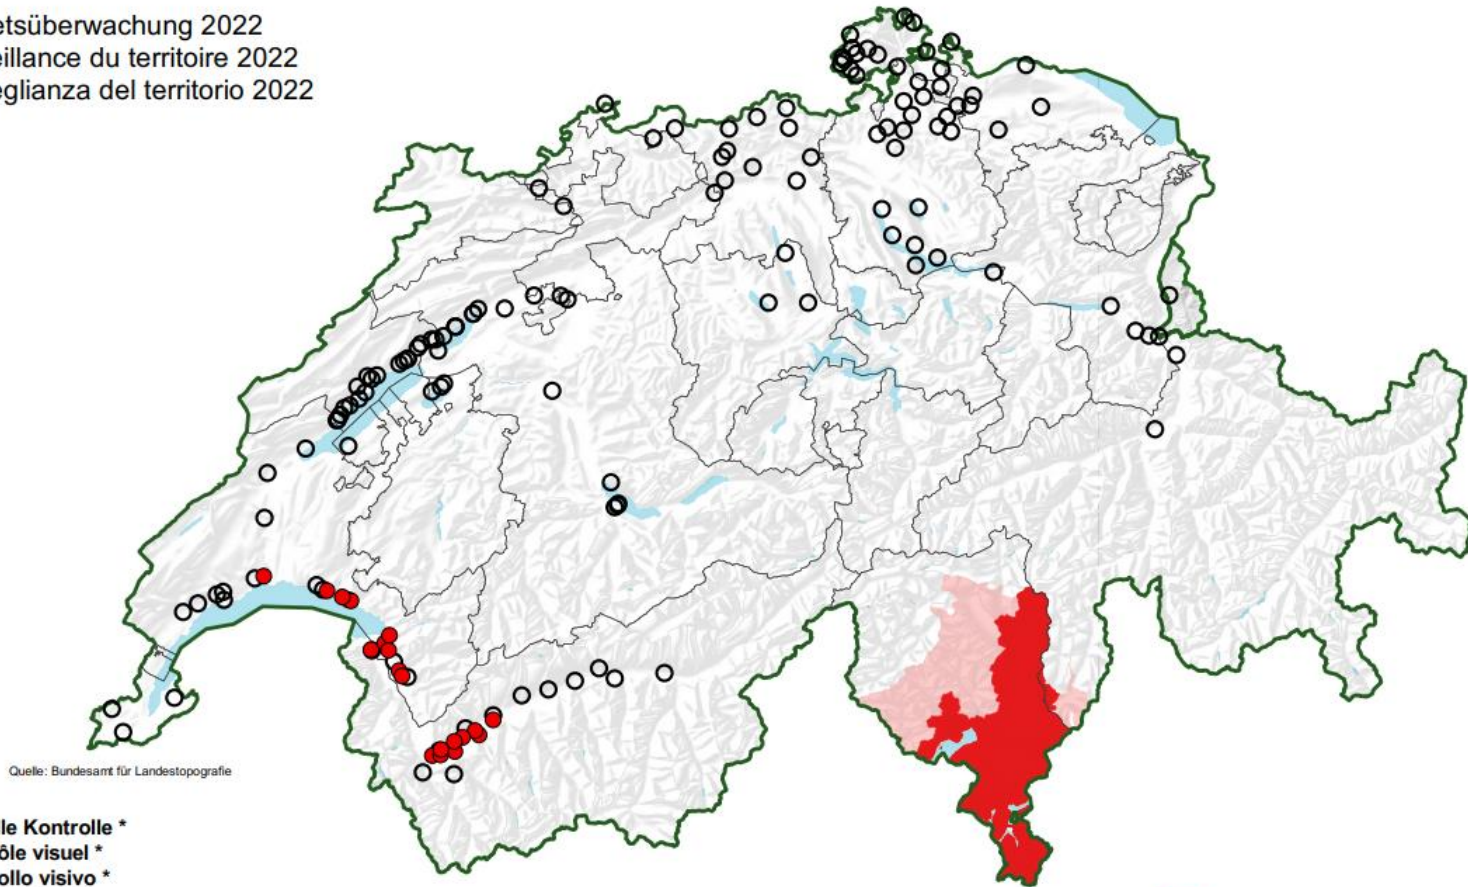 etsüberwachung 2022
eillance du territoire 2022
eglianza del territorio 2022
Quelle: Bundesamt für Landestopografie
lle Kontrolle *
ôle visuel *
ollo visivo *